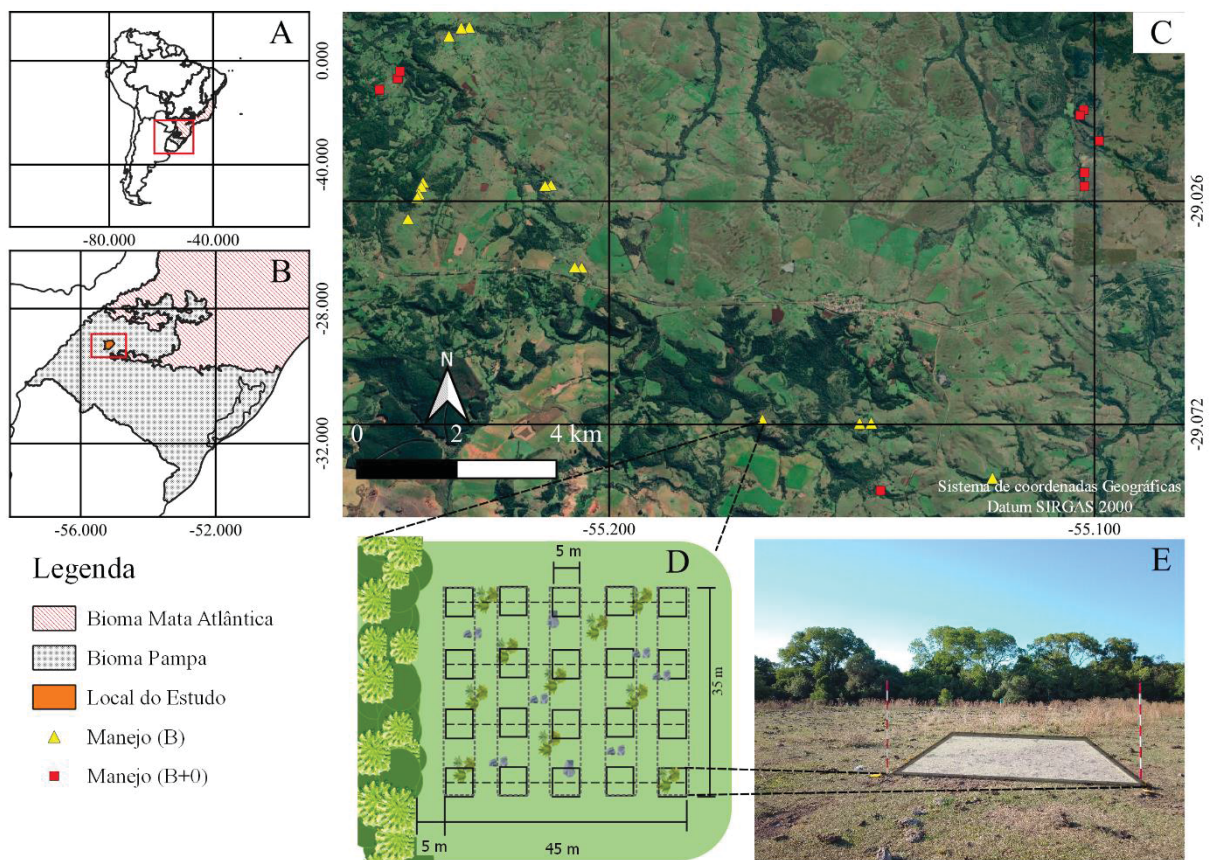 A
0.000
-40.000
-80.000
-40.000
B
-28.000
-32.000
-56.000
-52.000
C
N
0
2
4 km
-29.026
-29.072
-55.200
-55.100
Sistema de coordenadas Geográficas
Datum SIRGAS 2000
Legenda
Bioma Mata Atlântica
Bioma Pampa
Local do Estudo
Manejo (B)
Manejo (B+0)
D
5 m
35 m
5 m
45 m
E